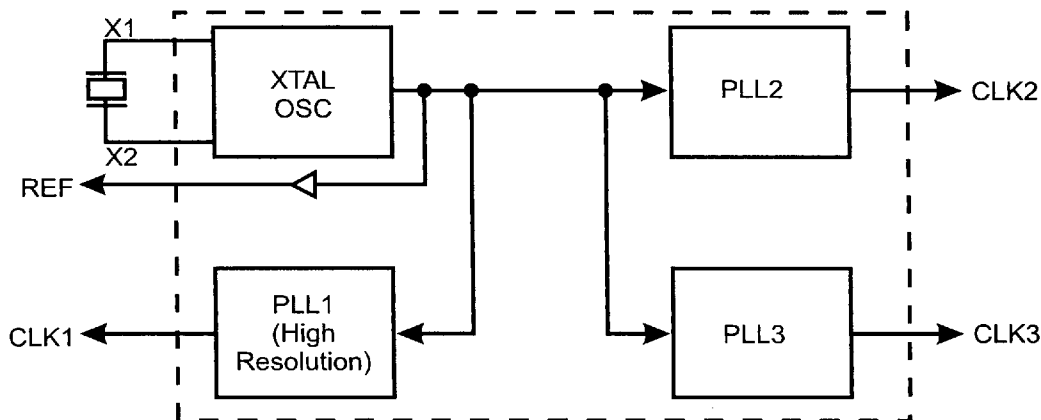 X1
XTAL
OSC
PLL2
CLK2
X2
REF
PLL1
(High
Resolution)
CLK1
PLL3
CLK3